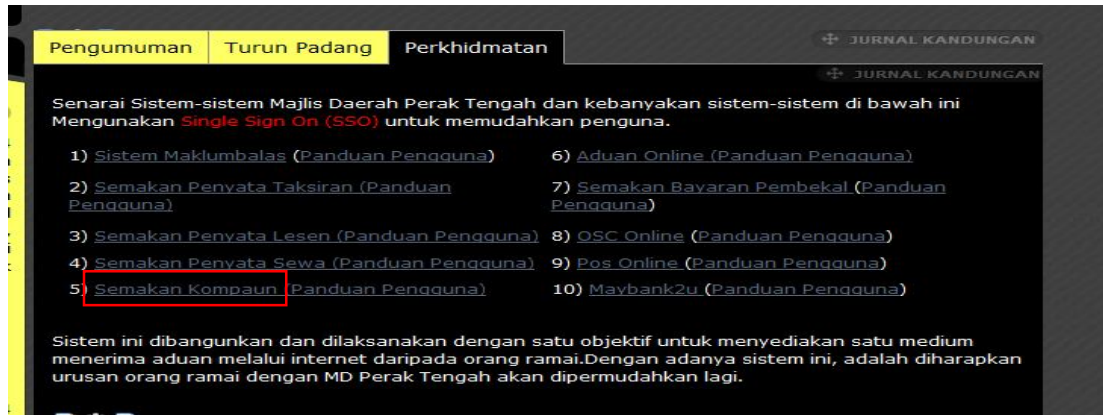 Pengumuman Turun Padang Perkhidmatan
JURNAL KANDUNGAN
JURNAL KANDUNGAN
Senarai Sistem-sistem Majlis Daerah Perak Tengah dan kebanyakan sistem-sistem di bawah ini
Mengunakan Single Sign On (SSO) untuk memudahkan penguna.
1) Sistem Maklumbalas (Panduan Pengguna)
2) Semakan Penyata Taksiran (Panduan
Pengguna)
3) Semakan Penyata Lesen (Panduan Pengguna)
4) Semakan Penyata Sewa (Panduan Pengguna)
5) Semakan Kompaun (Panduan Pengguna)
6) Aduan Online (Panduan Pengguna)
7) Semakan Bayaran Pembekal (Panduan
Pengguna)
8) OSC Online (Panduan Pengguna)
9) Pos Online (Panduan Pengguna)
10) Maybank2u (Panduan Pengguna)
Sistem ini dibangunkan dan dilaksanakan dengan satu objektif untuk menyediakan satu medium
menerima aduan melalui internet daripada orang ramai.Dengan adanya sistem ini, adalah diharapkan
urusan orang ramai dengan MD Perak Tengah akan dipermudahkan lagi.